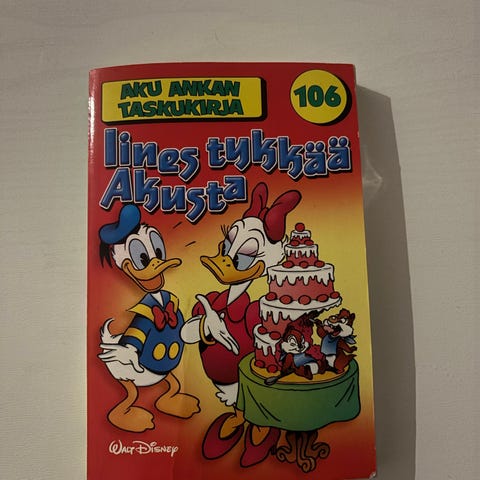 AKU ANKAN
TASKUKIRJA
106
Iines tykkää
Akusta
WALT DISNEY